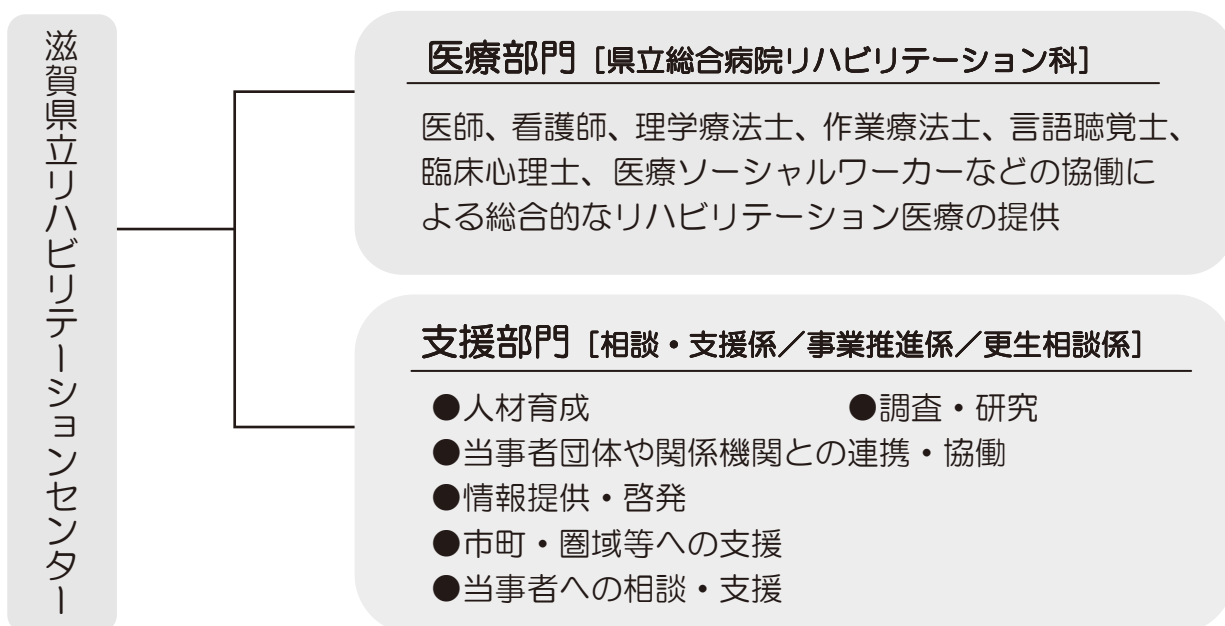 滋賀県立リハビリテーションセンター
医療部門［県立総合病院リハビリテーション科］
医師、看護師、理学療法士、作業療法士、言語聴覚士、
臨床心理士、医療ソーシャルワーカーなどの協働に
よる総合的なリハビリテーション医療の提供
支援部門［相談・支援係／事業推進係／更生相談係］
●人材育成 ●調査・研究
●当事者団体や関係機関との連携・協働
●情報提供・啓発
●市町・圏域等への支援
●当事者への相談・支援